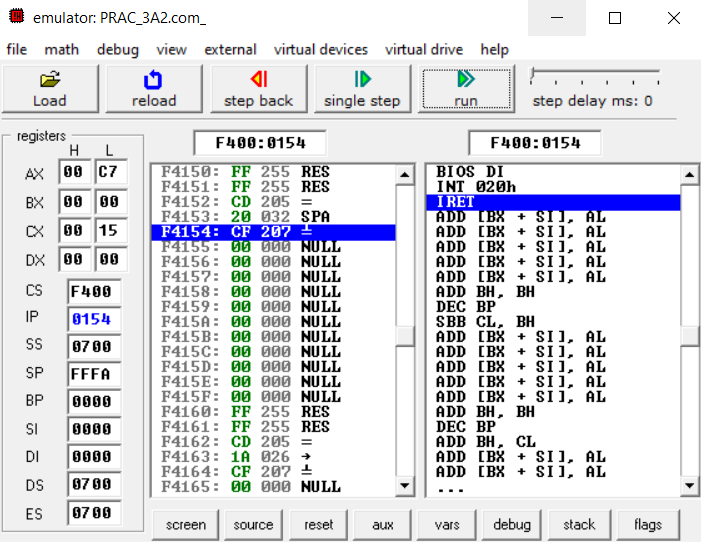 emulator: PRAC_3A2.com_
file math debug view external virtual devices virtual drive help
Load reload step back single step run step delay ms: 0
registers
H L
AX 00 C7
BX 00 00
CX 00 15
DX 00 00
CS F400
IP 0154
SS 0700
SP FFFA
BP 0000
SI 0000
DI 0000
DS 0700
ES 0700
F400:0154
F4150: FF 255 RES
F4151: FF 255 RES
F4152: CD 205 =
F4153: 20 032 SPA
F4154: CF 207 ╧
F4155: 00 000 NULL
F4156: 00 000 NULL
F4157: 00 000 NULL
F4158: 00 000 NULL
F4159: 00 000 NULL
F415A: 00 000 NULL
F415B: 00 000 NULL
F415C: 00 000 NULL
F415D: 00 000 NULL
F415E: 00 000 NULL
F415F: 00 000 NULL
F4160: FF 255 RES
F4161: FF 255 RES
F4162: CD 205 =
F4163: 1A 026 →
F4164: CF 207 ╧
F4165: 00 000 NULL
F400:0154
BIOS DI
INT 020h
IRET
ADD [BX + SI], AL
ADD [BX + SI], AL
ADD [BX + SI], AL
ADD [BX + SI], AL
ADD [BX + SI], AL
ADD BH, BH
DEC BP
SBB CL, BH
ADD [BX + SI], AL
ADD [BX + SI], AL
ADD [BX + SI], AL
ADD [BX + SI], AL
ADD [BX + SI], AL
ADD BH, BH
DEC BP
ADD BH, CL
ADD [BX + SI], AL
ADD [BX + SI], AL
...
screen source reset aux vars debug stack flags